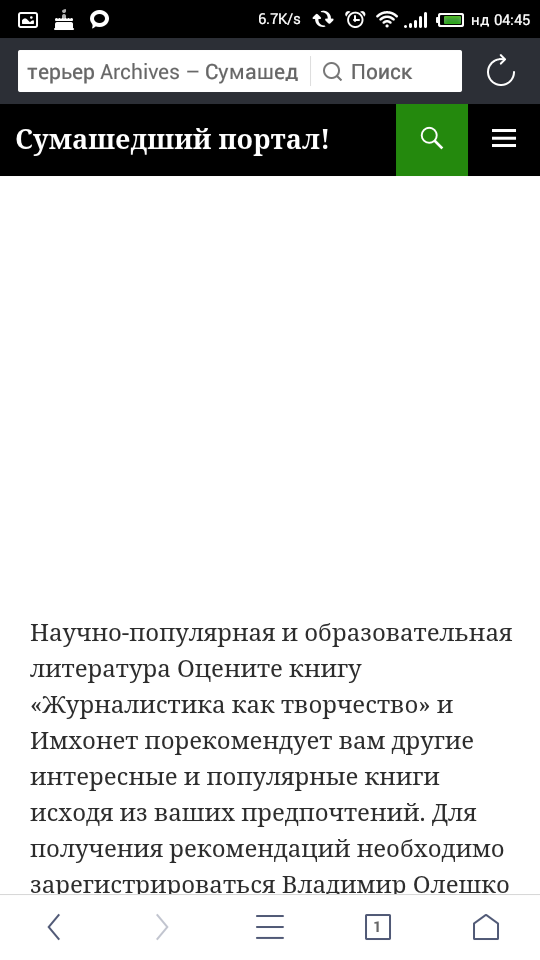 6.7K/s нд 04:45
терьер Archives – Сумашед Поиск
Сумашедший портал!
Научно-популярная и образовательная
литература Оцените книгу
«Журналистика как творчество» и
Имхонет порекомендует вам другие
интересные и популярные книги
исходя из ваших предпочтений. Для
получения рекомендаций необходимо
зарегистрироваться Владимир Олешко
1